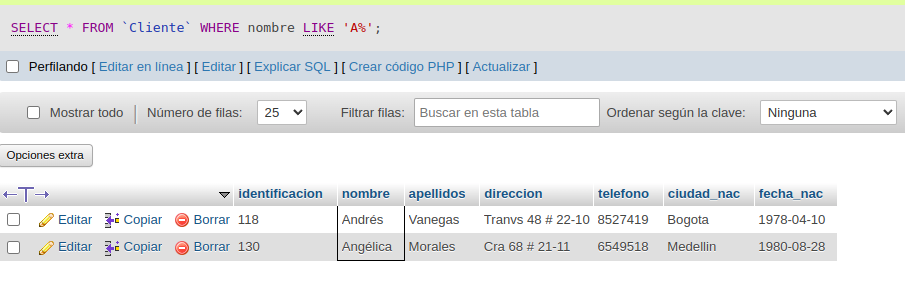 SELECT * FROM `Cliente` WHERE nombre LIKE 'A%';
Perfilando [ Editar en línea ] [ Editar ] [ Explicar SQL ] [ Crear código PHP ] [ Actualizar ]
Mostrar todo Número de filas: 25 Filtrar filas: Buscar en esta tabla Ordenar según la clave: Ninguna
Opciones extra
identificacion nombre apellidos direccion telefono ciudad_nac fecha_nac
Editar Copiar Borrar 118 Andrés Vanegas Tranvs 48 # 22-10 8527419 Bogota 1978-04-10
Editar Copiar Borrar 130 Angélica Morales Cra 68 # 21-11 6549518 Medellin 1980-08-28